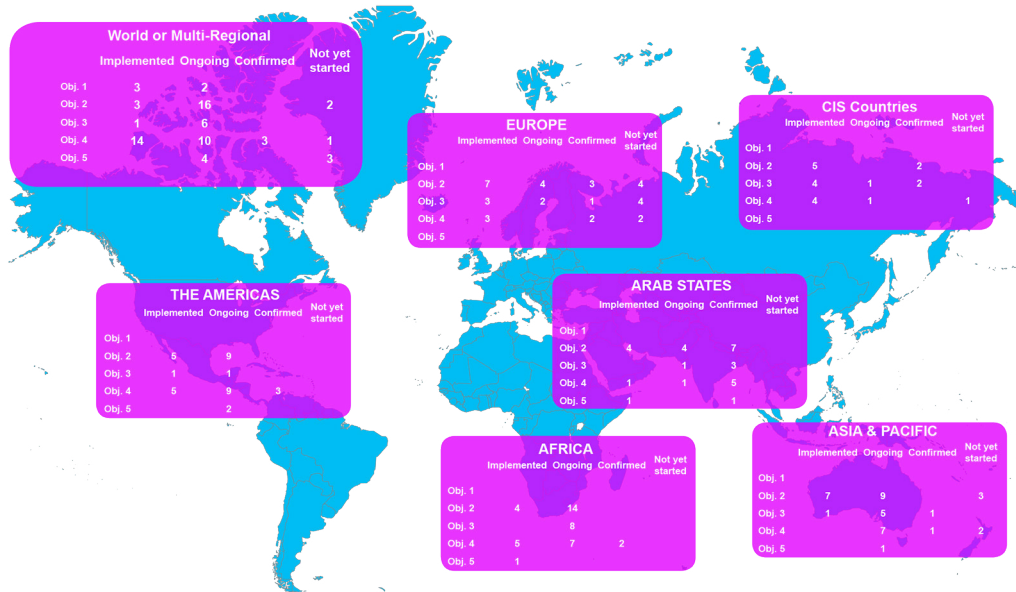 World or Multi-Regional
Implemented Ongoing Confirmed Not yet started
Obj. 1 3 2
Obj. 2 3 16 2
Obj. 3 1 6
Obj. 4 14 10 3 1
Obj. 5 4 3
EUROPE
Implemented Ongoing Confirmed Not yet started
Obj. 1
Obj. 2 7 4 3 4
Obj. 3 3 2 1 4
Obj. 4 3 2 2
Obj. 5
CIS Countries
Implemented Ongoing Confirmed Not yet started
Obj. 1
Obj. 2 5 2
Obj. 3 4 1 2
Obj. 4 4 1 1
Obj. 5
THE AMERICAS
Implemented Ongoing Confirmed Not yet started
Obj. 1
Obj. 2 5 9
Obj. 3 1 1
Obj. 4 5 9 3
Obj. 5 2
ARAB STATES
Implemented Ongoing Confirmed Not yet started
Obj. 1
Obj. 2 4 4 7
Obj. 3 1 3
Obj. 4 1 1 5
Obj. 5 1 1
AFRICA
Implemented Ongoing Confirmed Not yet started
Obj. 1
Obj. 2 4 14
Obj. 3 8
Obj. 4 5 7 2
Obj. 5 1
ASIA & PACIFIC
Implemented Ongoing Confirmed Not yet started
Obj. 1
Obj. 2 7 9 3
Obj. 3 1 5 1
Obj. 4 7 1 2
Obj. 5 1